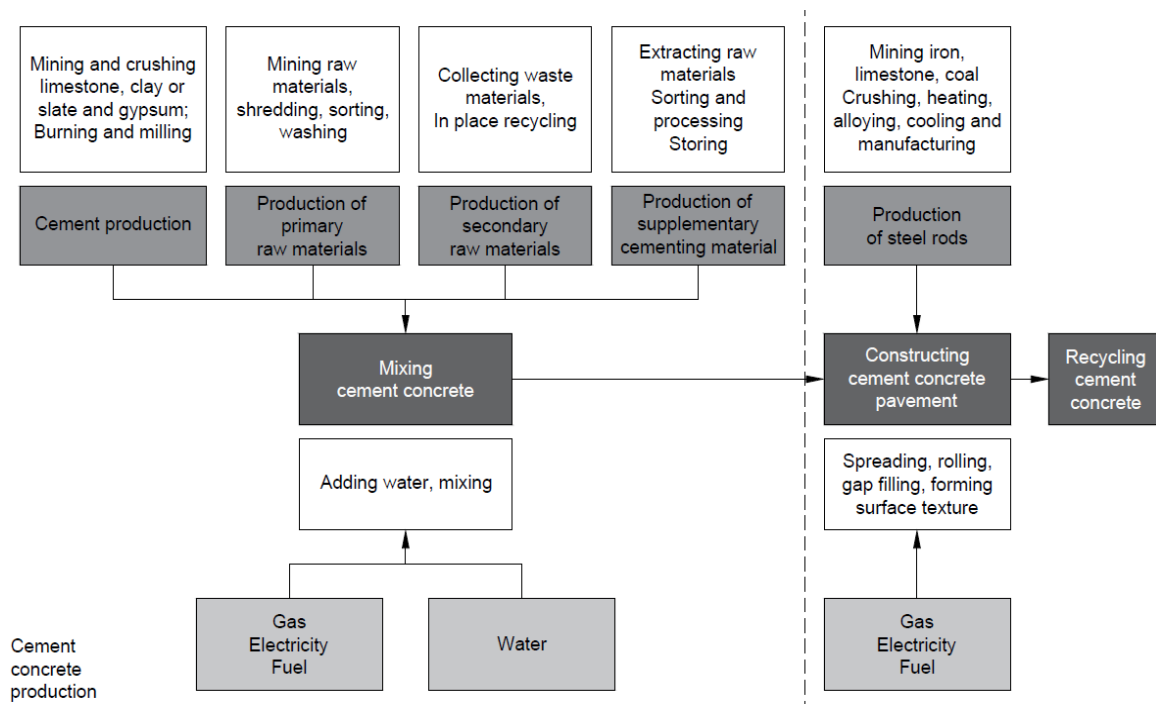 Mining and crushing
limestone, clay or
slate and gypsum;
Burning and milling
Mining raw
materials,
shredding, sorting,
washing
Collecting waste
materials,
In place recycling
Extracting raw
materials
Sorting and
processing
Storing
Mining iron,
limestone, coal
Crushing, heating,
alloying, cooling and
manufacturing
Cement production
Production of
primary
raw materials
Production of
secondary
raw materials
Production of
supplementary
cementing material
Production
of steel rods
Mixing
cement concrete
Constructing
cement concrete
pavement
Recycling
cement
concrete
Adding water, mixing
Spreading, rolling,
gap filling, forming
surface texture
Gas
Electricity
Fuel
Water
Gas
Electricity
Fuel
Cement
concrete
production